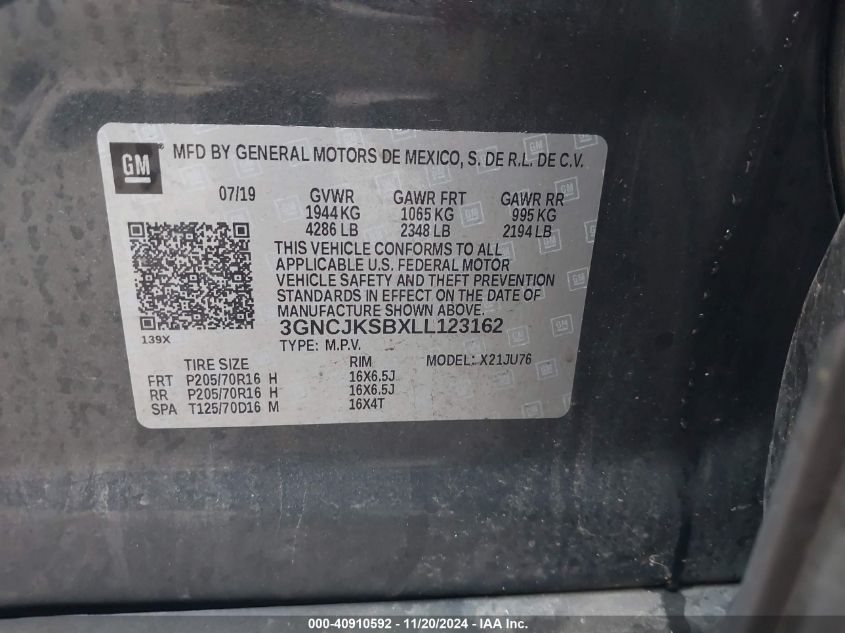 GM ® MFD BY GENERAL MOTORS DE MEXICO, S. DE R.L. DE C.V.
07/19 GVWR GAWR FRT GAWR RR
1944 KG 1065 KG 995 KG
4286 LB 2348 LB 2194 LB
THIS VEHICLE CONFORMS TO ALL
APPLICABLE U.S. FEDERAL MOTOR
VEHICLE SAFETY AND THEFT PREVENTION
STANDARDS IN EFFECT ON THE DATE OF
MANUFACTURE SHOWN ABOVE.
139X
3GNCJKSBXLL123162
TYPE: M.P.V. MODEL: X21JU76
TIRE SIZE RIM
FRT P205/70R16 H 16X6.5J
RR P205/70R16 H 16X6.5J
SPA T125/70D16 M 16X4T
000-40910592 - 11/20/2024 - IAA Inc.